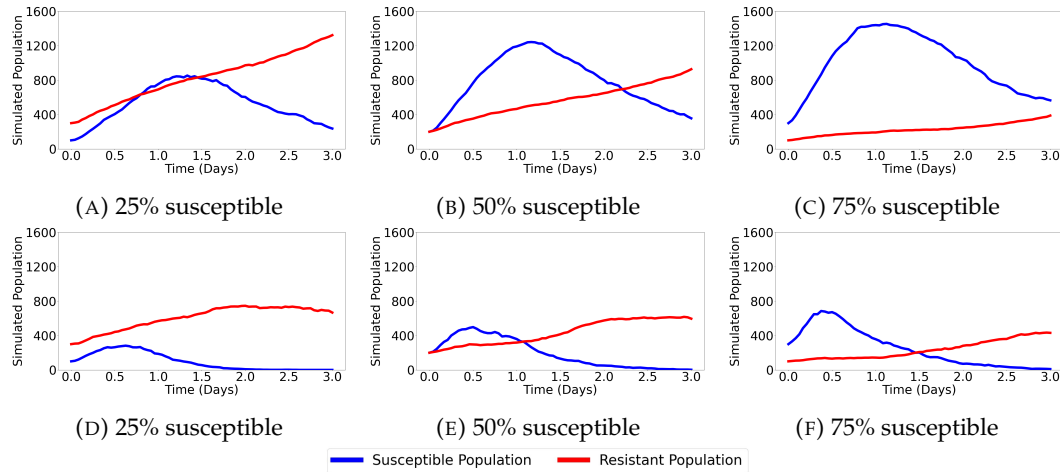 Simulated Population
1600
1200
800
400
0
0.0 0.5 1.0 1.5 2.0 2.5 3.0
Time (Days)
(A) 25% susceptible
Simulated Population
1600
1200
800
400
0
0.0 0.5 1.0 1.5 2.0 2.5 3.0
Time (Days)
(B) 50% susceptible
Simulated Population
1600
1200
800
400
0
0.0 0.5 1.0 1.5 2.0 2.5 3.0
Time (Days)
(C) 75% susceptible
Simulated Population
1600
1200
800
400
0
0.0 0.5 1.0 1.5 2.0 2.5 3.0
Time (Days)
(D) 25% susceptible
Simulated Population
1600
1200
800
400
0
0.0 0.5 1.0 1.5 2.0 2.5 3.0
Time (Days)
(E) 50% susceptible
Simulated Population
1600
1200
800
400
0
0.0 0.5 1.0 1.5 2.0 2.5 3.0
Time (Days)
(F) 75% susceptible
Susceptible Population Resistant Population